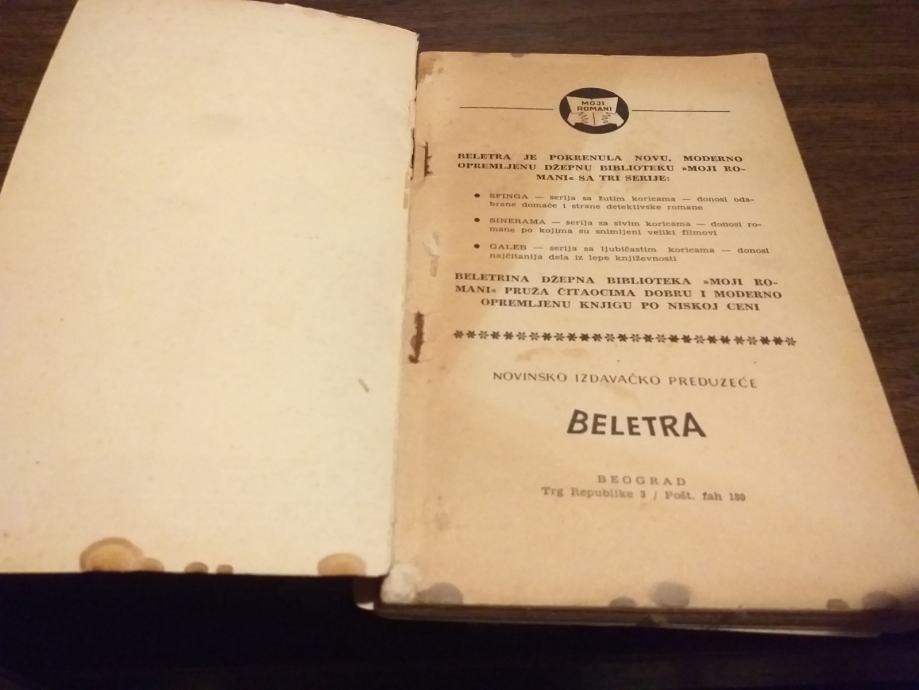 MOJI
ROMANI
BELETRA JE POKRENULA NOVU, MODERNO
OPREMLJENU DŽEPNU BIBLIOTEKU »MOJI RO-
MANI« SA TRI SERIJE:
● SFINGA — serija sa žutim koricama — donosi oda-
brane domaće i strane detektivske romane
● SINERAMA — serija sa sivim koricama — donosi ro-
mane po kojima su snimljeni veliki filmovi
● GALEB — serija sa ljubičastim koricama — donosi
najčitanija dela iz lepe književnosti
BELETRINA DŽEPNA BIBLIOTEKA »MOJI RO-
MANI« PRUŽA ČITAOCIMA DOBRU I MODERNO
OPREMLJENU KNJIGU PO NISKOJ CENI
NOVINSKO IZDAVAČKO PREDUZEĆE
BELETRA
BEOGRAD
Trg Republike 3 / Pošt. fah 180